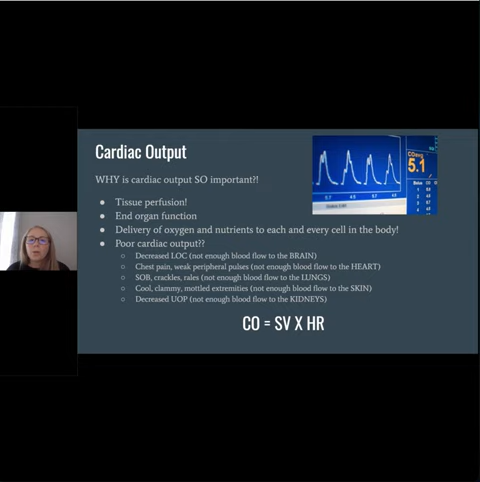 Cardiac Output
WHY is cardiac output SO important?!
● Tissue perfusion!
● End organ function
● Delivery of oxygen and nutrients to each and every cell in the body!
● Poor cardiac output??
○ Decreased LOC (not enough blood flow to the BRAIN)
○ Chest pain, weak peripheral pulses (not enough blood flow to the HEART)
○ SOB, crackles, rales (not enough blood flow to the LUNGS)
○ Cool, clammy, mottled extremities (not enough blood flow to the SKIN)
○ Decreased UOP (not enough blood flow to the KIDNEYS)
CO = SV X HR
COavg
5.1